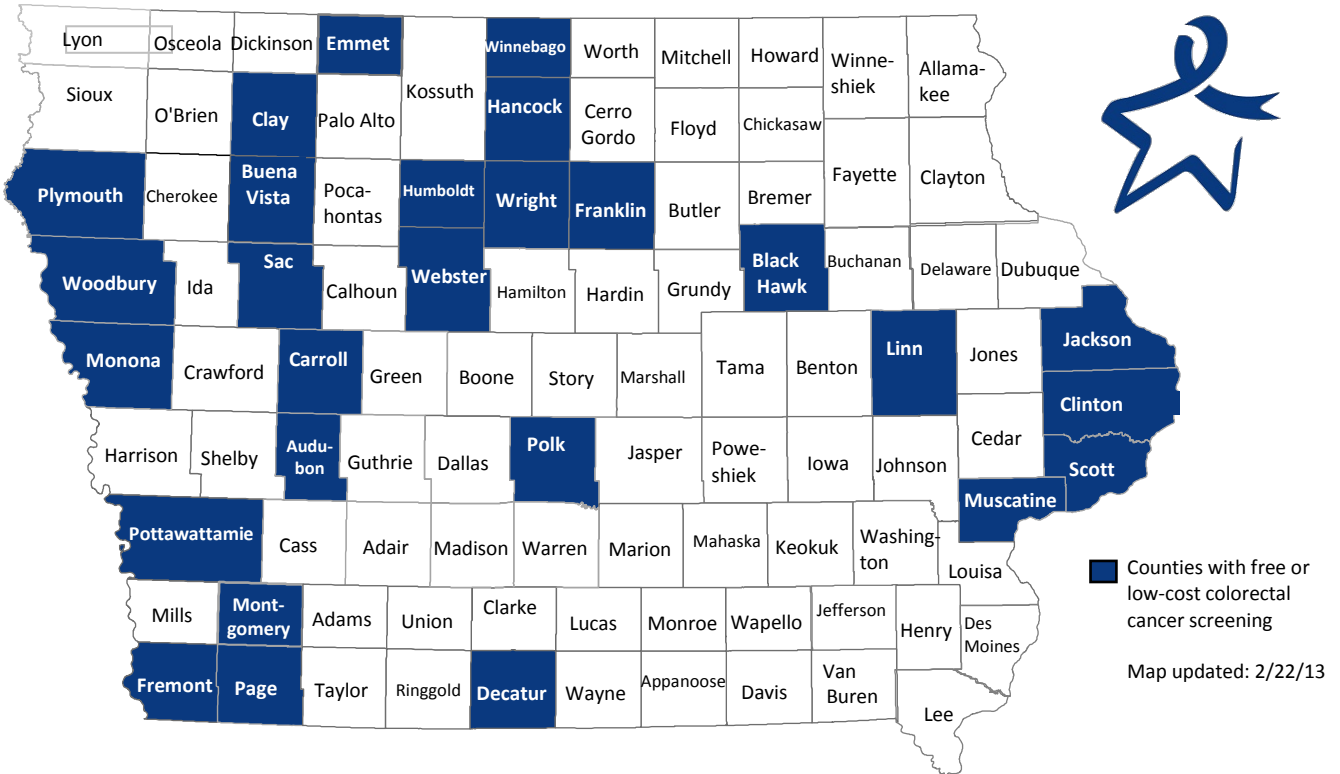 Lyon
Osceola
Dickinson
Emmet
Winnebago
Worth
Mitchell
Howard
Winne-
shiek
Allama-
kee
Sioux
O'Brien
Clay
Palo Alto
Kossuth
Hancock
Cerro
Gordo
Floyd
Chickasaw
Plymouth
Cherokee
Buena
Vista
Poca-
hontas
Humboldt
Wright
Franklin
Butler
Bremer
Fayette
Clayton
Woodbury
Ida
Sac
Calhoun
Webster
Hamilton
Hardin
Grundy
Black
Hawk
Buchanan
Delaware
Dubuque
Monona
Crawford
Carroll
Green
Boone
Story
Marshall
Tama
Benton
Linn
Jones
Jackson
Clinton
Harrison
Shelby
Audu-
bon
Guthrie
Dallas
Polk
Jasper
Powe-
shiek
Iowa
Johnson
Cedar
Scott
Muscatine
Pottawattamie
Cass
Adair
Madison
Warren
Marion
Mahaska
Keokuk
Washing-
ton
Louisa
Mills
Mont-
gomery
Adams
Union
Clarke
Lucas
Monroe
Wapello
Jefferson
Henry
Des
Moines
Fremont
Page
Taylor
Ringgold
Decatur
Wayne
Appanoose
Davis
Van
Buren
Lee
Counties with free or
low-cost colorectal
cancer screening
Map updated: 2/22/13